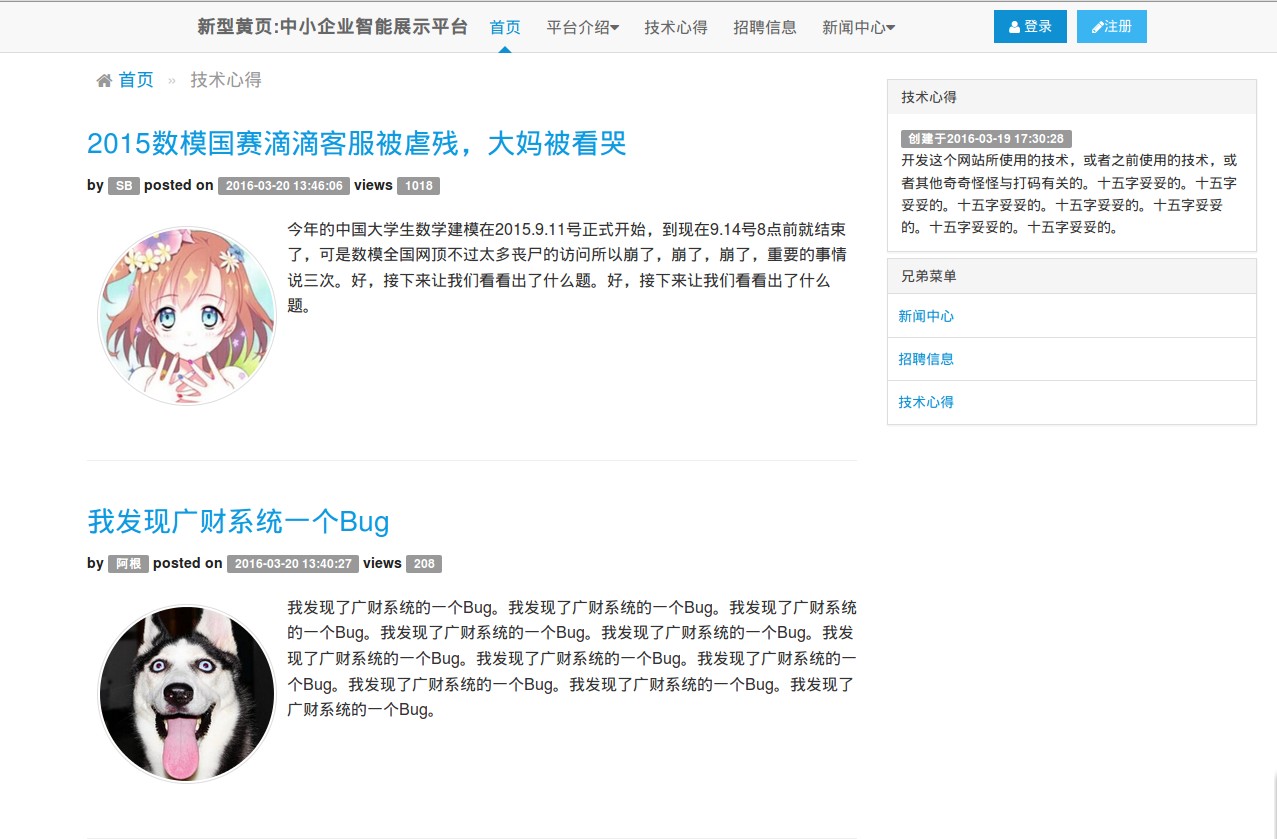 新型黄页:中小企业智能展示平台 首页 平台介绍 技术心得 招聘信息 新闻中心 登录 注册
首页 » 技术心得
2015数模国赛滴滴客服被虐残，大妈被看哭
by SB posted on 2016-03-20 13:46:06 views 1018
今年的中国大学生数学建模在2015.9.11号正式开始，到现在9.14号8点前就结束
了，可是数模全国网顶不过太多丧尸的访问所以崩了，崩了，崩了，重要的事情
说三次。好，接下来让我们看看出了什么题。好，接下来让我们看看出了什么
题。
我发现广财系统一个Bug
by 阿根 posted on 2016-03-20 13:40:27 views 208
我发现了广财系统的一个Bug。我发现了广财系统的一个Bug。我发现了广财系统
的一个Bug。我发现了广财系统的一个Bug。我发现了广财系统的一个Bug。我发
现了广财系统的一个Bug。我发现了广财系统的一个Bug。我发现了广财系统的一
个Bug。我发现了广财系统的一个Bug。我发现了广财系统的一个Bug。我发现了
广财系统的一个Bug。
技术心得
创建于2016-03-19 17:30:28
开发这个网站所使用的技术，或者之前使用的技术，或
者其他奇奇怪怪与打码有关的。十五字妥妥的。十五字
妥妥的。十五字妥妥的。十五字妥妥的。十五字妥妥
的。十五字妥妥的。十五字妥妥的。
兄弟菜单
新闻中心
招聘信息
技术心得